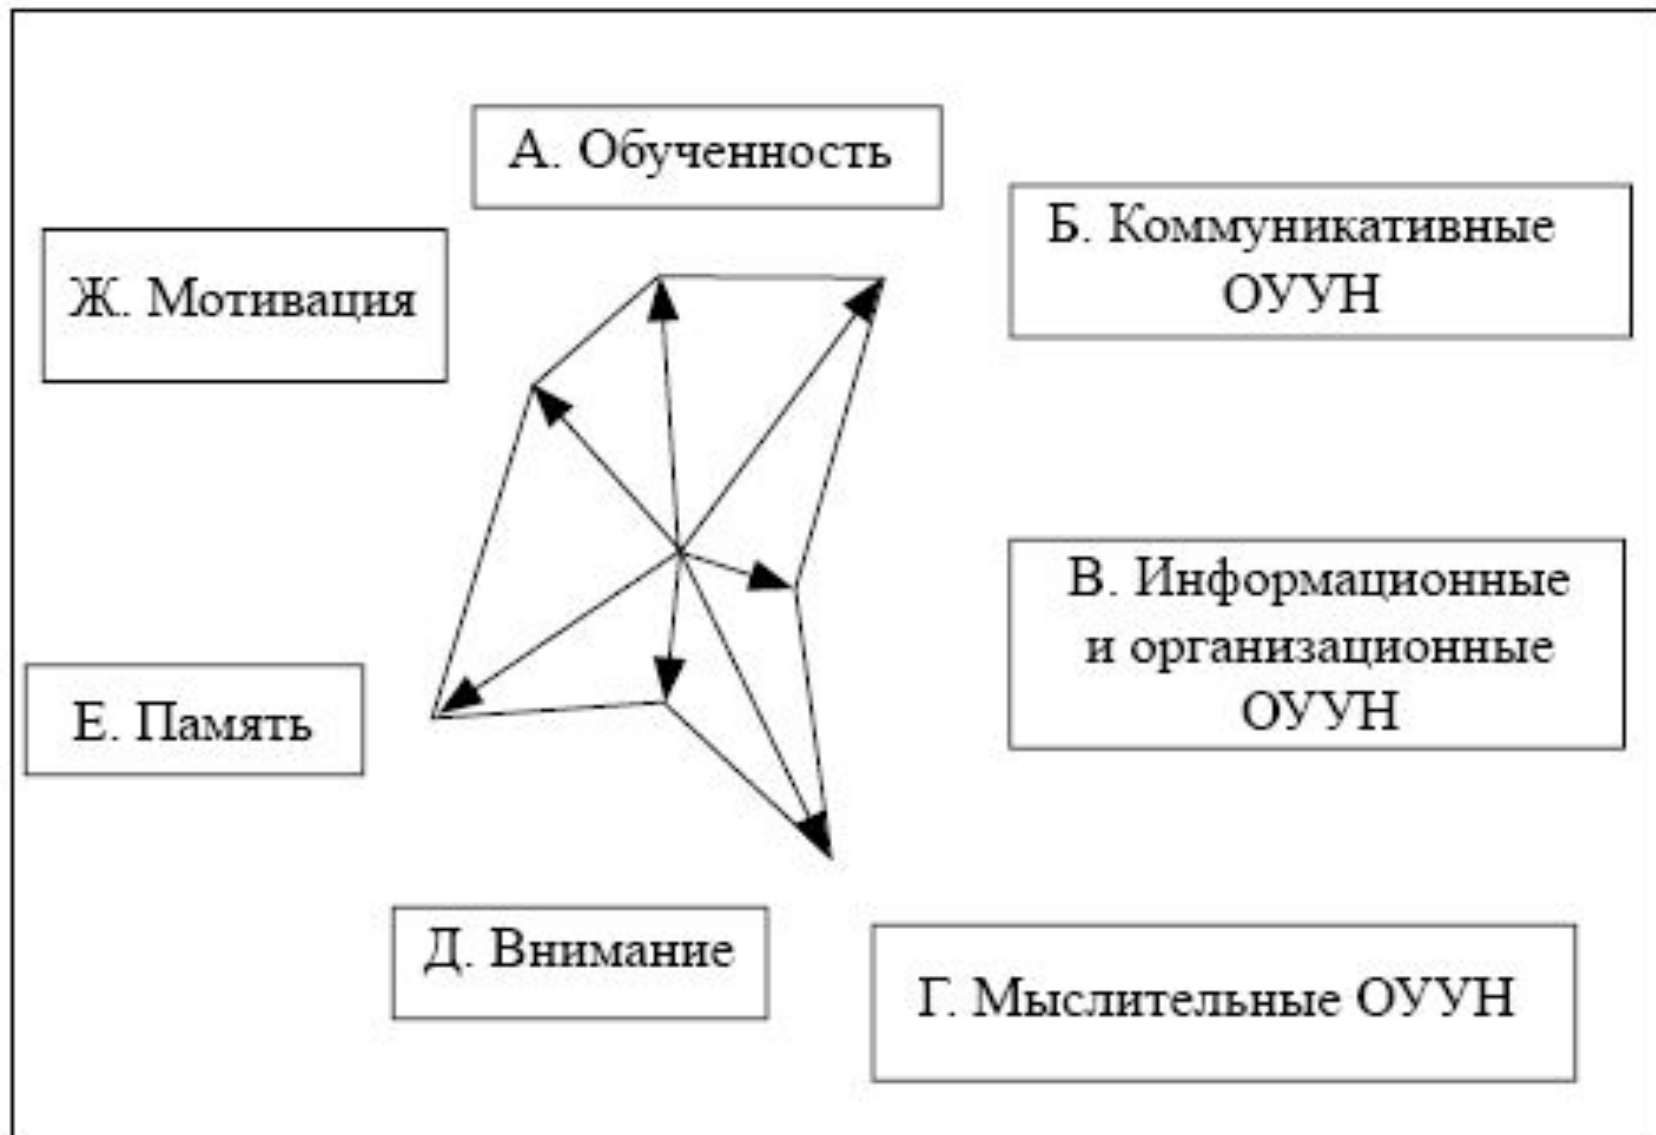 А. Обученность
Б. Коммуникативные
ОУУН
Ж. Мотивация
В. Информационные
и организационные
ОУУН
Е. Память
Д. Внимание
Г. Мыслительные ОУУН